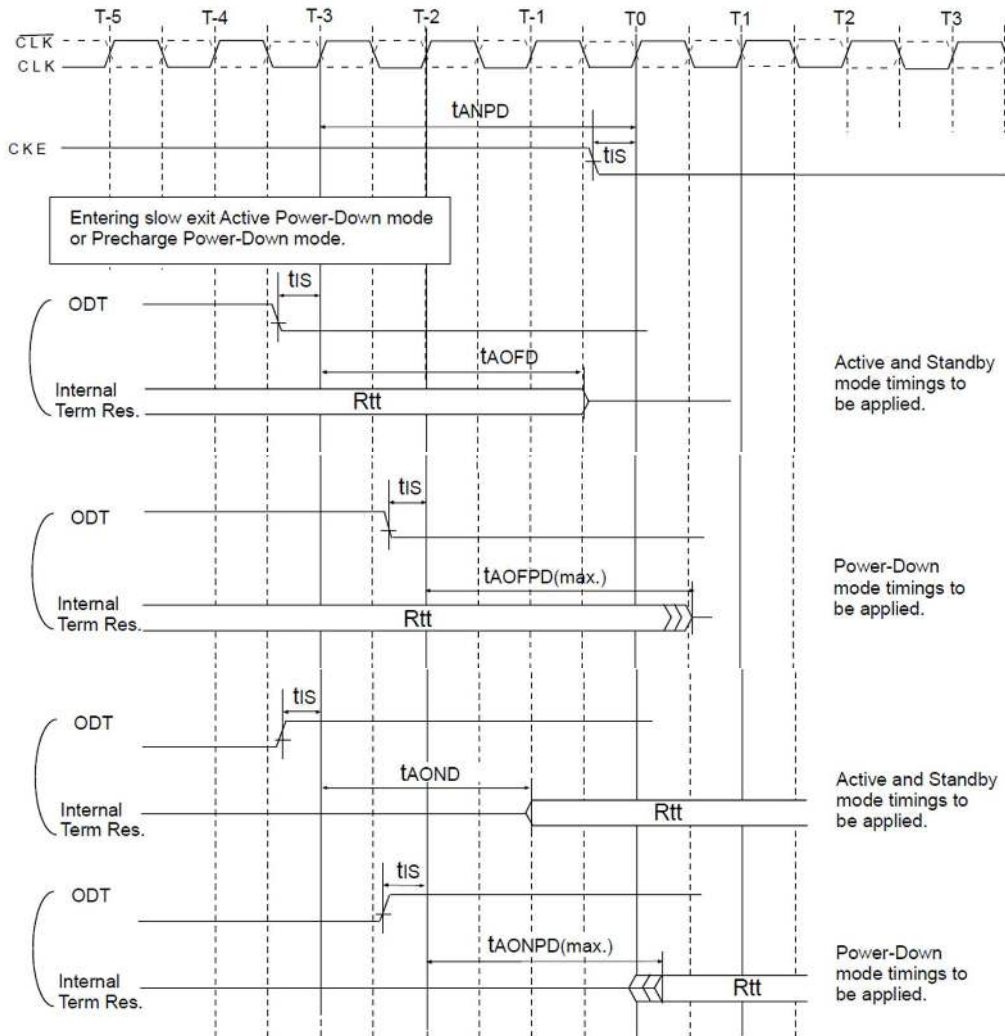 T-5 T-4 T-3 T-2 T-1 T0 T1 T2 T3
CLK
CLK
tANPD
CKE
tIS
Entering slow exit Active Power-Down mode
or Precharge Power-Down mode.
tIS
ODT
tAOFD
Internal
Term Res.
Rtt
Active and Standby
mode timings to
be applied.
tIS
ODT
tAOFPD(max.)
Internal
Term Res.
Rtt
Power-Down
mode timings to
be applied.
tIS
ODT
tAOND
Internal
Term Res.
Rtt
Active and Standby
mode timings to
be applied.
tIS
ODT
tAONPD(max.)
Internal
Term Res.
Rtt
Power-Down
mode timings to
be applied.